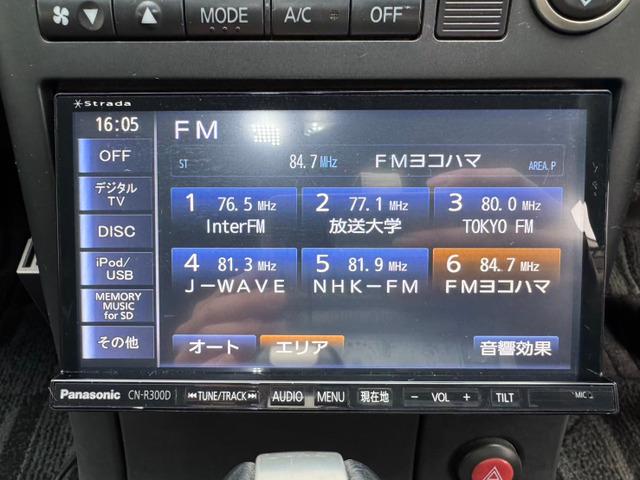 MODE A/C OFF
Strada
16:05
FM
ST 84.7MHz FMヨコハマ AREA.P
OFF
デジタル
TV
DISC
iPod/
USB
MEMORY
MUSIC
for SD
その他
1 76.5 MHz
InterFM
2 77.1 MHz
放送大学
3 80.0 MHz
TOKYO FM
4 81.3 MHz
J-WAVE
5 81.9 MHz
NHK-FM
6 84.7 MHz
FMヨコハマ
オート エリア 音響効果
Panasonic CN-R300D TUNE/TRACK AUDIO MENU 現在地 − VOL + TILT MIC